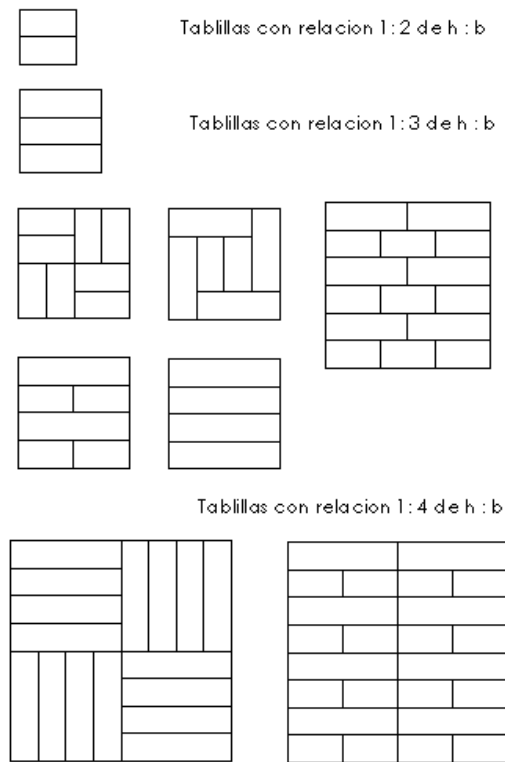 Tablillas con relacion 1:2 de h : b
Tablillas con relacion 1:3 de h : b
Tablillas con relacion 1:4 de h : b